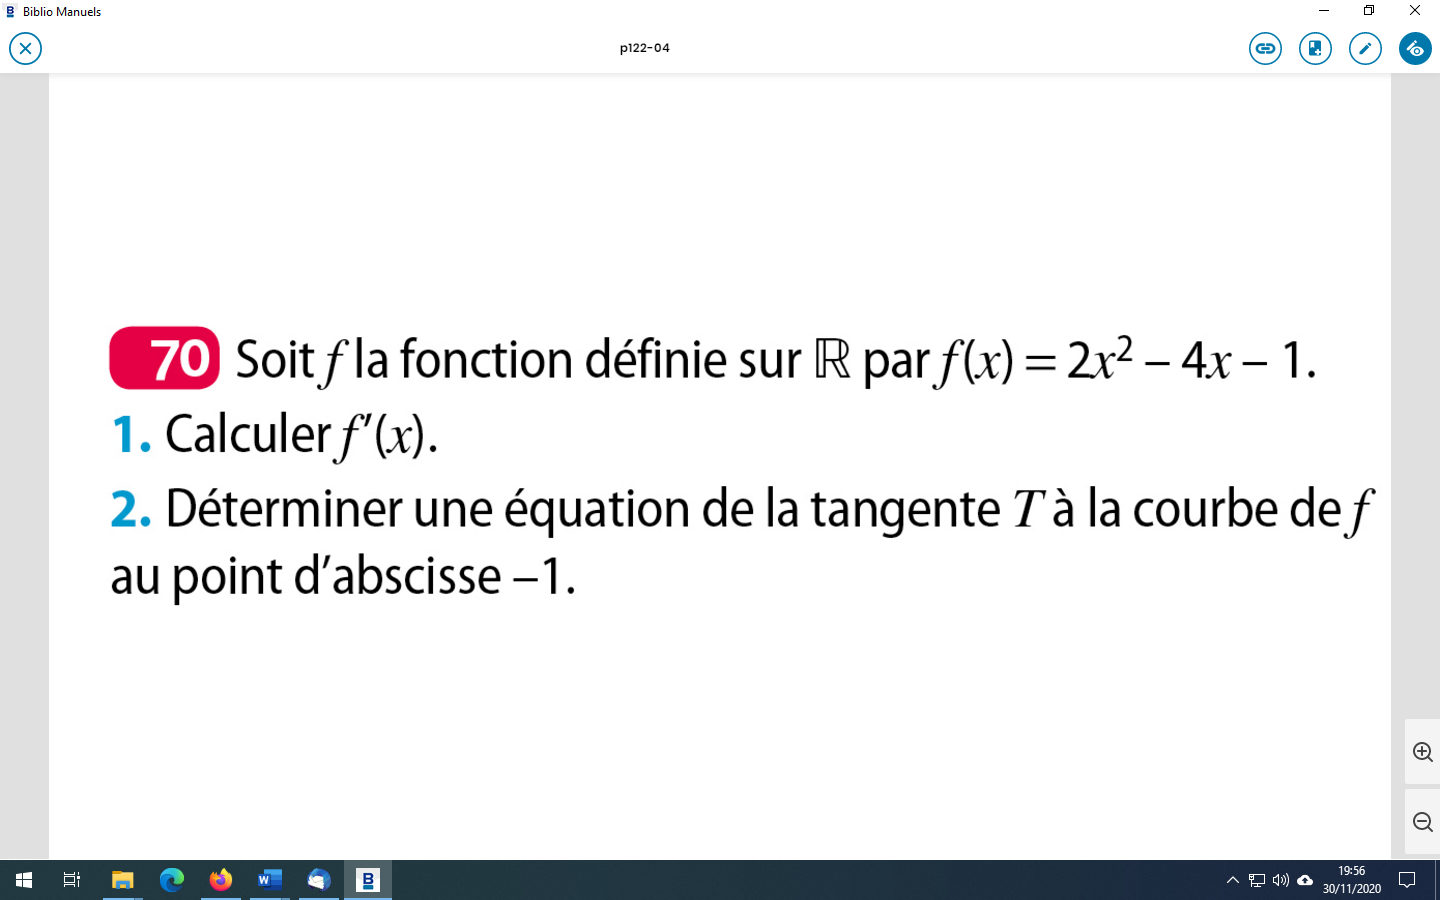 Biblio Manuels
p122-04
70 Soit f la fonction définie sur ℝ par f(x) = 2x² – 4x – 1.
1. Calculer f′(x).
2. Déterminer une équation de la tangente T à la courbe de f
au point d’abscisse –1.
19:56
30/11/2020